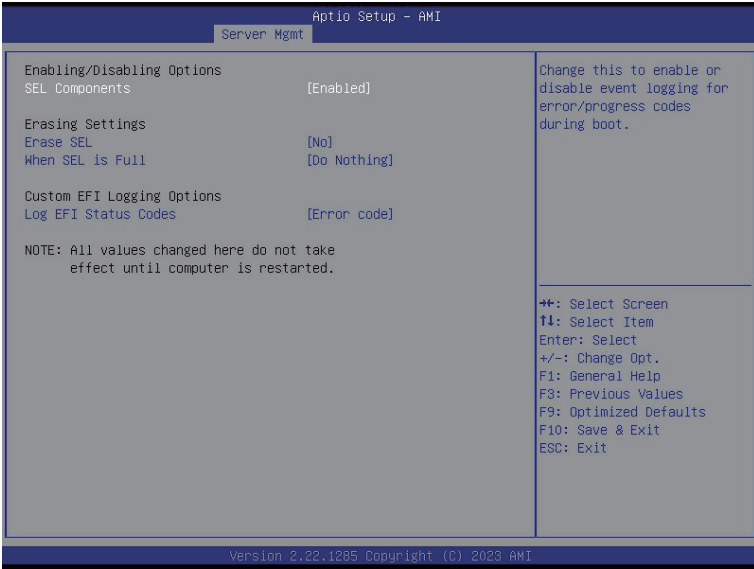 Aptio Setup – AMI
Server Mgmt
Enabling/Disabling Options
SEL Components [Enabled]
Erasing Settings
Erase SEL [No]
When SEL is Full [Do Nothing]
Custom EFI Logging Options
Log EFI Status Codes [Error code]
NOTE: All values changed here do not take
effect until computer is restarted.
Change this to enable or
disable event logging for
error/progress codes
during boot.
→←: Select Screen
↑↓: Select Item
Enter: Select
+/-: Change Opt.
F1: General Help
F3: Previous Values
F9: Optimized Defaults
F10: Save & Exit
ESC: Exit
Version 2.22.1285 Copyright (C) 2023 AMI